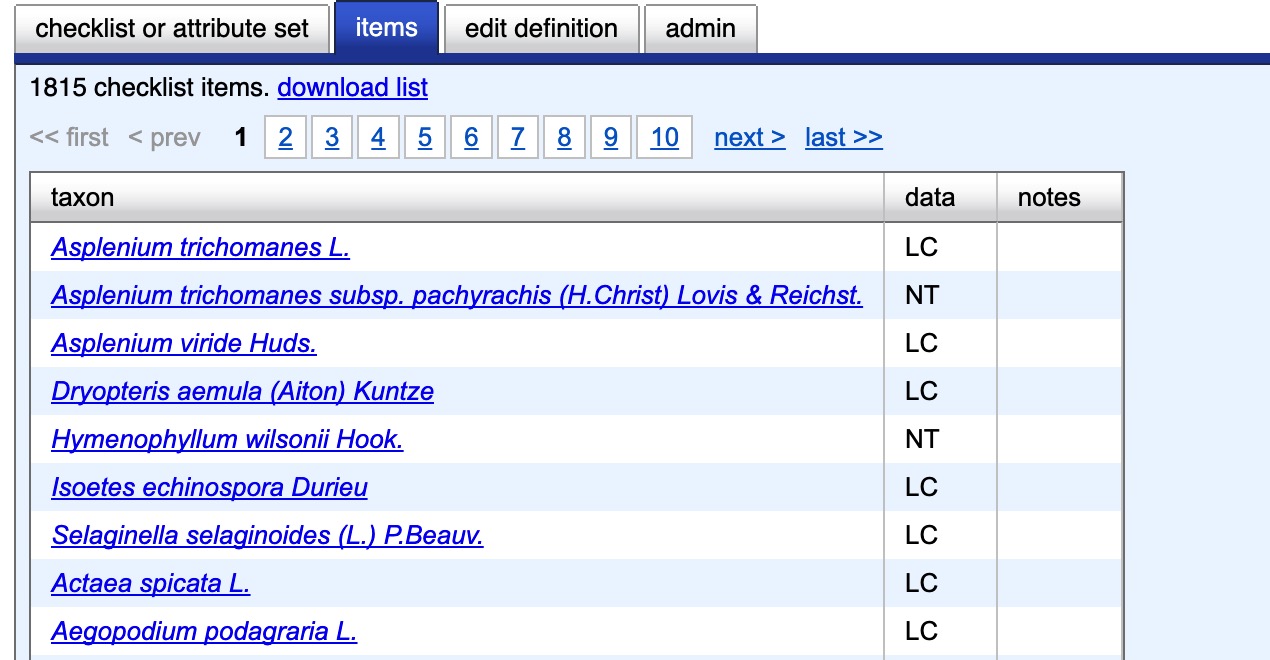 checklist or attribute set items edit definition admin
1815 checklist items. download list
<< first < prev 1 2 3 4 5 6 7 8 9 10 next > last >>
taxon data notes
Asplenium trichomanes L. LC
Asplenium trichomanes subsp. pachyrachis (H.Christ) Lovis & Reichst. NT
Asplenium viride Huds. LC
Dryopteris aemula (Aiton) Kuntze LC
Hymenophyllum wilsonii Hook. NT
Isoetes echinospora Durieu LC
Selaginella selaginoides (L.) P.Beauv. LC
Actaea spicata L. LC
Aegopodium podagraria L. LC